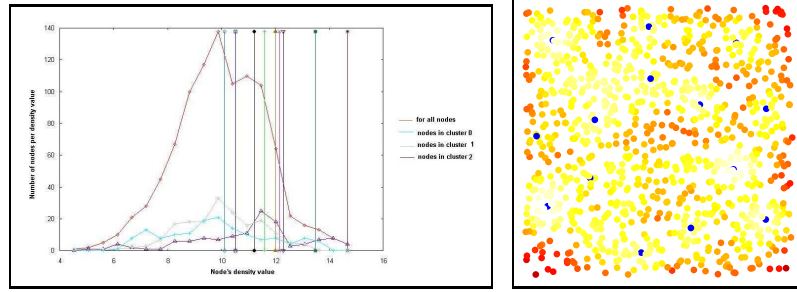 140
120
100
80
60
40
20
0
Number of nodes per density value
4
6
8
10
12
14
16
Node's density value
for all nodes
nodes in cluster 0
nodes in cluster 1
nodes in cluster 2